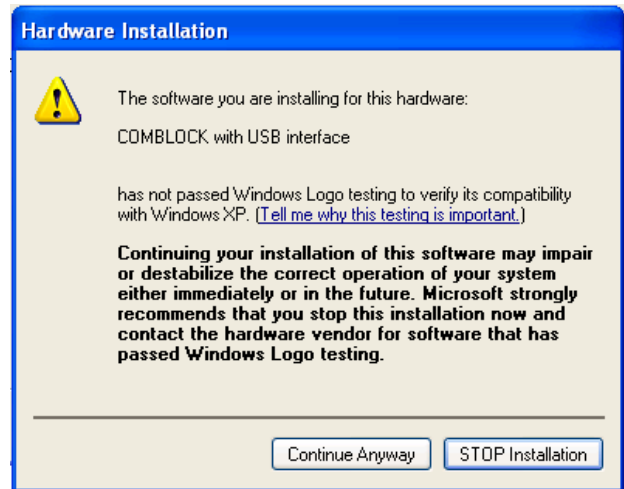 Hardware Installation
The software you are installing for this hardware:
COMBLOCK with USB interface
has not passed Windows Logo testing to verify its compatibility
with Windows XP. (Tell me why this testing is important.)
Continuing your installation of this software may impair
or destabilize the correct operation of your system
either immediately or in the future. Microsoft strongly
recommends that you stop this installation now and
contact the hardware vendor for software that has
passed Windows Logo testing.
Continue Anyway
STOP Installation